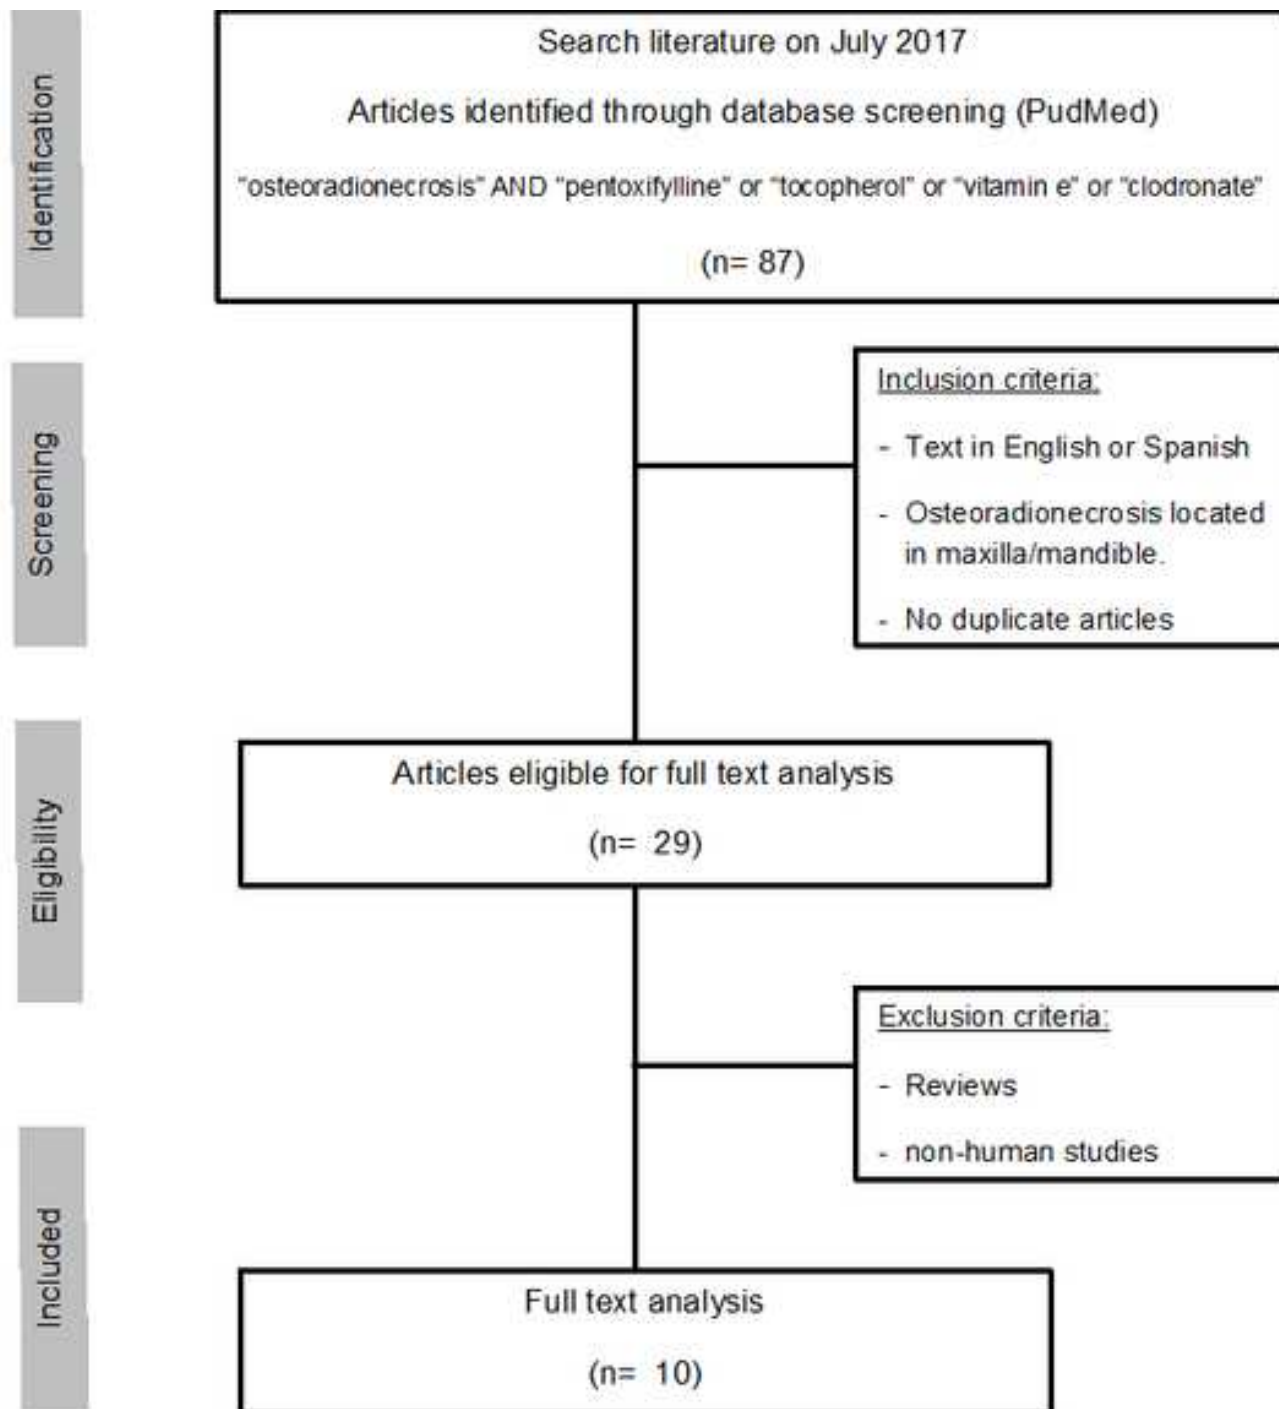 Identification
Search literature on July 2017
Articles identified through database screening (PudMed)
"osteoradionecrosis" AND "pentoxifylline" or "tocopherol" or "vitamin e" or "clodronate"
(n= 87)
Screening
Inclusion criteria:
- Text in English or Spanish
- Osteoradionecrosis located
in maxilla/mandible.
- No duplicate articles
Eligibility
Articles eligible for full text analysis
(n= 29)
Exclusion criteria:
- Reviews
- non-human studies
Included
Full text analysis
(n= 10)